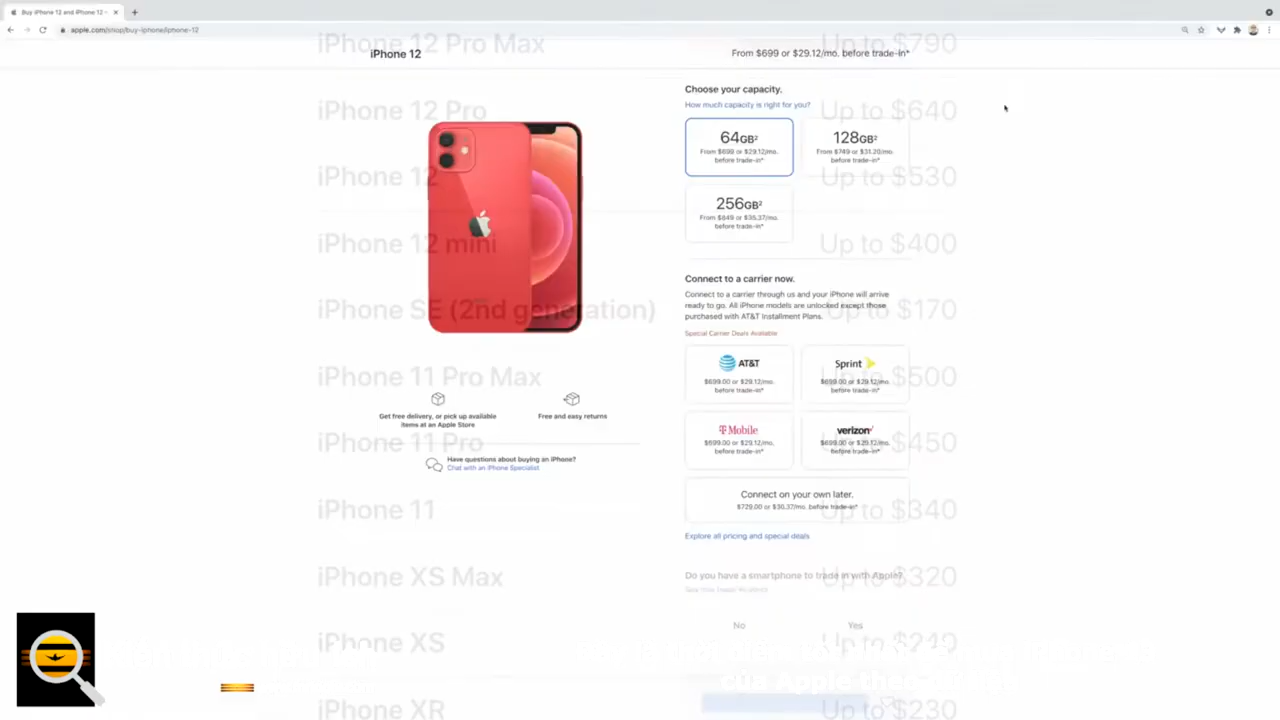 Buy iPhone 12 and iPhone 12
apple.com/shop/buy-iphone/iphone-12
iPhone 12 Pro Max
Up to $790
iPhone 12
From $699 or $29.12/mo. before trade-in*
Choose your capacity.
How much capacity is right for you?
iPhone 12 Pro
Up to $640
64GB²
From $699 or $29.12/mo.
before trade-in*
128GB²
From $749 or $31.20/mo.
before trade-in*
iPhone 12
Up to $530
256GB²
From $849 or $35.37/mo.
before trade-in*
iPhone 12 mini
Up to $400
Connect to a carrier now.
Connect to a carrier through us and your iPhone will arrive
ready to go. All iPhone models are unlocked except those
purchased with AT&T Installment Plans.
iPhone SE (2nd generation)
Up to $170
Special Carrier Deals Available
AT&T
$699.00 or $29.12/mo.
before trade-in*
Sprint
$699.00 or $29.12/mo.
before trade-in*
iPhone 11 Pro Max
Up to $500
Get free delivery, or pick up available
items at an Apple Store
Free and easy returns
T Mobile
$699.00 or $29.12/mo.
before trade-in*
verizon
$699.00 or $29.12/mo.
before trade-in*
iPhone 11 Pro
Up to $450
Have questions about buying an iPhone?
Chat with an iPhone Specialist
Connect on your own later.
$729.00 or $30.37/mo. before trade-in*
iPhone 11
Up to $340
Explore all pricing and special deals
iPhone XS Max
Up to $320
Do you have a smartphone to trade in with Apple?
No
Yes
iPhone XS
Up to $240
của Apple
iPhone XR
Up to $230